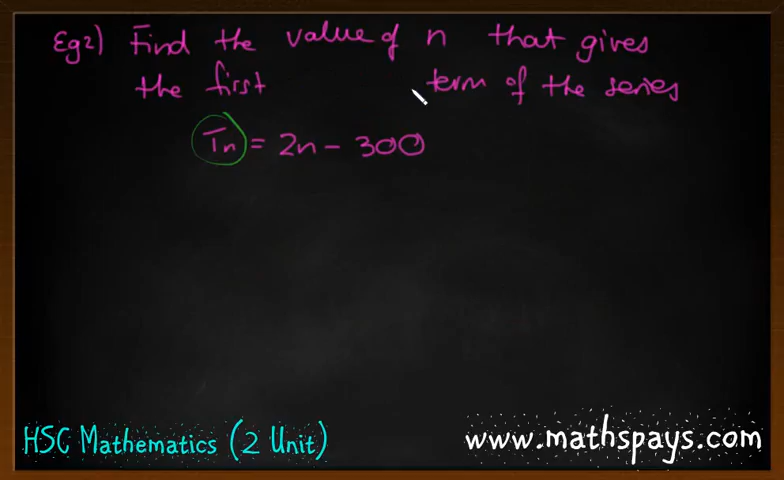 Eg2) Find the value of n that gives
the first term of the series
Tn = 2n - 300
HSC Mathematics (2 Unit)
www.mathspays.com